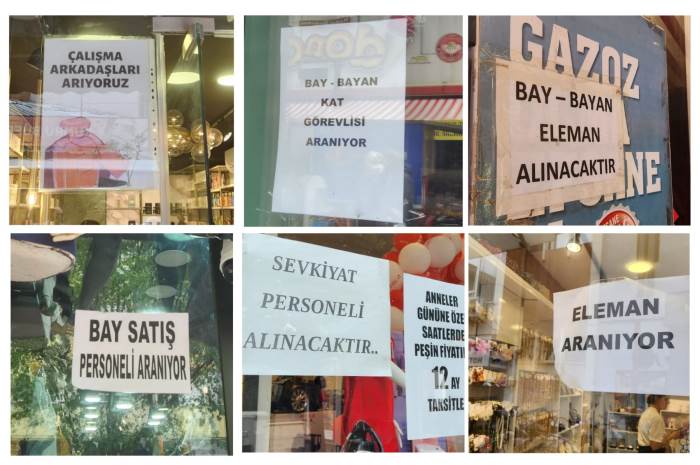 ÇALIŞMA
ARKADAŞLARI
ARIYORUZ
BAY - BAYAN
KAT
GÖREVLİSİ
ARANIYOR
GAZOZ
BAY – BAYAN
ELEMAN
ALINACAKTIR
BAY SATIŞ
PERSONELİ ARANIYOR
SEVKİYAT
PERSONELİ
ALINACAKTIR..
ANNELER
GÜNÜNE ÖZE
SAATLERDE
PEŞİN FİYATI
12 AY
TAKSİTLE
ELEMAN
ARANIYOR